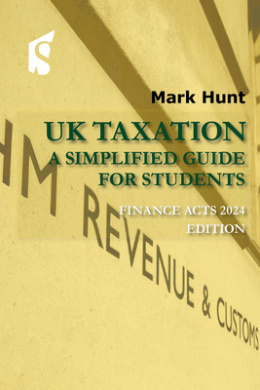 Mark Hunt
UK TAXATION
A SIMPLIFIED GUIDE
FOR STUDENTS
FINANCE ACTS 2024
EDITION
HM REVENUE & CUSTOMS